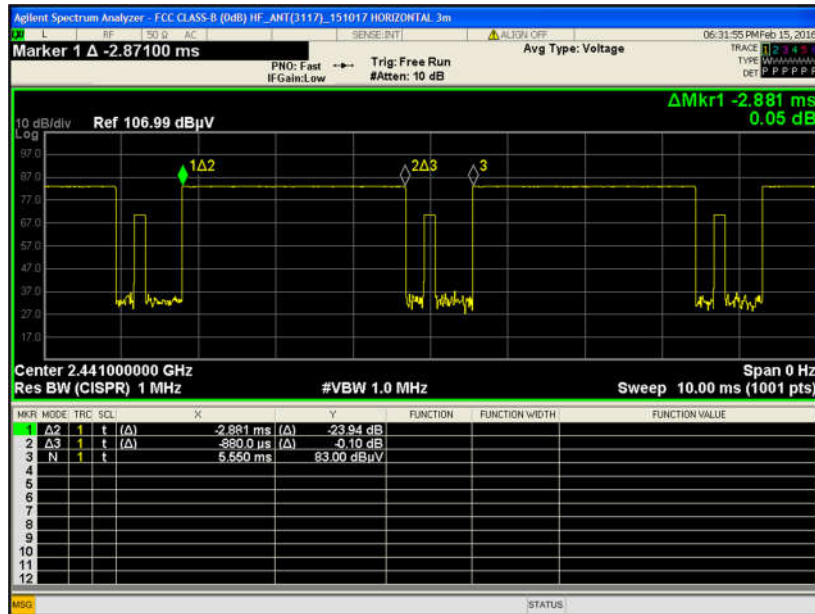 Agilent Spectrum Analyzer - FCC CLASS-B (0dB) HF_ANT(3117)_151017 HORIZONTAL 3m
L RF 50 Ω AC SENSE:INT ALIGN OFF 06:31:55 PM Feb 15, 2016
Marker 1 Δ -2.87100 ms
PNO: Fast
IFGain:Low
Trig: Free Run
#Atten: 10 dB
Avg Type: Voltage
TRACE 1 2 3 4 5 6
TYPE W
DET P P P P P P
ΔMkr1 -2.881 ms
0.05 dB
10 dB/div Ref 106.99 dBµV
Log
97.0
87.0
77.0
67.0
57.0
47.0
37.0
27.0
17.0
1Δ2 2Δ3 3
Center 2.441000000 GHz Span 0 Hz
Res BW (CISPR) 1 MHz #VBW 1.0 MHz Sweep 10.00 ms (1001 pts)
MKR MODE TRC SCL X Y FUNCTION FUNCTION WIDTH FUNCTION VALUE
1 Δ2 1 t (Δ) -2.881 ms (Δ) -23.94 dB
2 Δ3 1 t (Δ) -880.0 µs (Δ) -0.10 dB
3 N 1 t 5.550 ms 83.00 dBµV
4
5
6
7
8
9
10
11
12
MSG STATUS